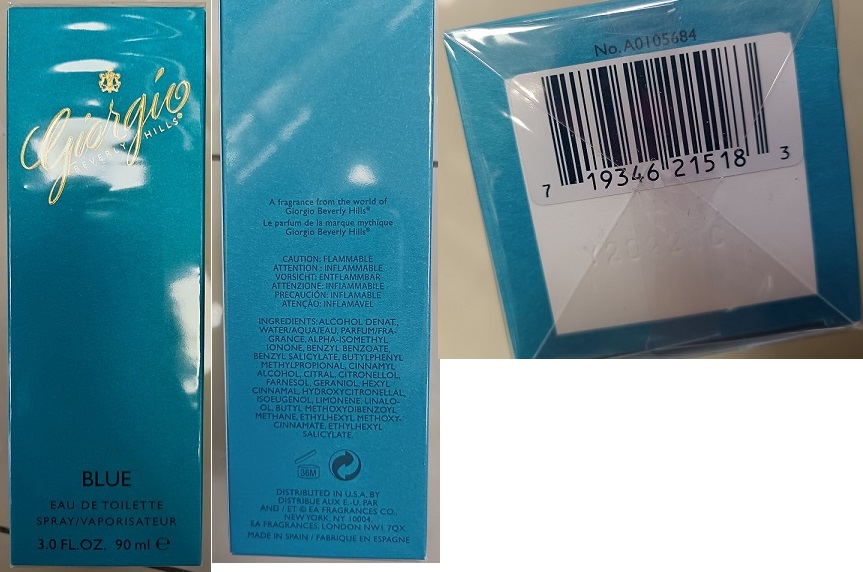 Giorgio
BEVERLY HILLS®
BLUE
EAU DE TOILETTE
SPRAY/VAPORISATEUR
3.0 FL.OZ. 90 ml ℮
A fragrance from the world of
Giorgio Beverly Hills®
Le parfum de la marque mythique
Giorgio Beverly Hills®
CAUTION: FLAMMABLE
ATTENTION : INFLAMMABLE
VORSICHT: ENTFLAMMBAR
ATTENZIONE: INFIAMMABILE
PRECAUCIÓN: INFLAMABLE
ATENÇÃO: INFLAMÁVEL
INGREDIENTS: ALCOHOL DENAT.,
WATER/AQUA/EAU, PARFUM/FRA-
GRANCE, ALPHA-ISOMETHYL
IONONE, BENZYL BENZOATE,
BENZYL SALICYLATE, BUTYLPHENYL
METHYLPROPIONAL, CINNAMYL
ALCOHOL, CITRAL, CITRONELLOL,
FARNESOL, GERANIOL, HEXYL
CINNAMAL, HYDROXYCITRONELLAL,
ISOEUGENOL, LIMONENE, LINALO-
OL, BUTYL METHOXYDIBENZOYL
METHANE, ETHYLHEXYL METHOXY-
CINNAMATE, ETHYLHEXYL
SALICYLATE.
36M
DISTRIBUTED IN U.S.A. BY
DISTRIBUE AUX E.-U. PAR
AND / ET © EA FRAGRANCES CO.,
NEW YORK, NY 10004.
EA FRAGRANCES, LONDON NW1 7QX
MADE IN SPAIN / FABRIQUE EN ESPAGNE
No. A0105684
7 19346 21518 3